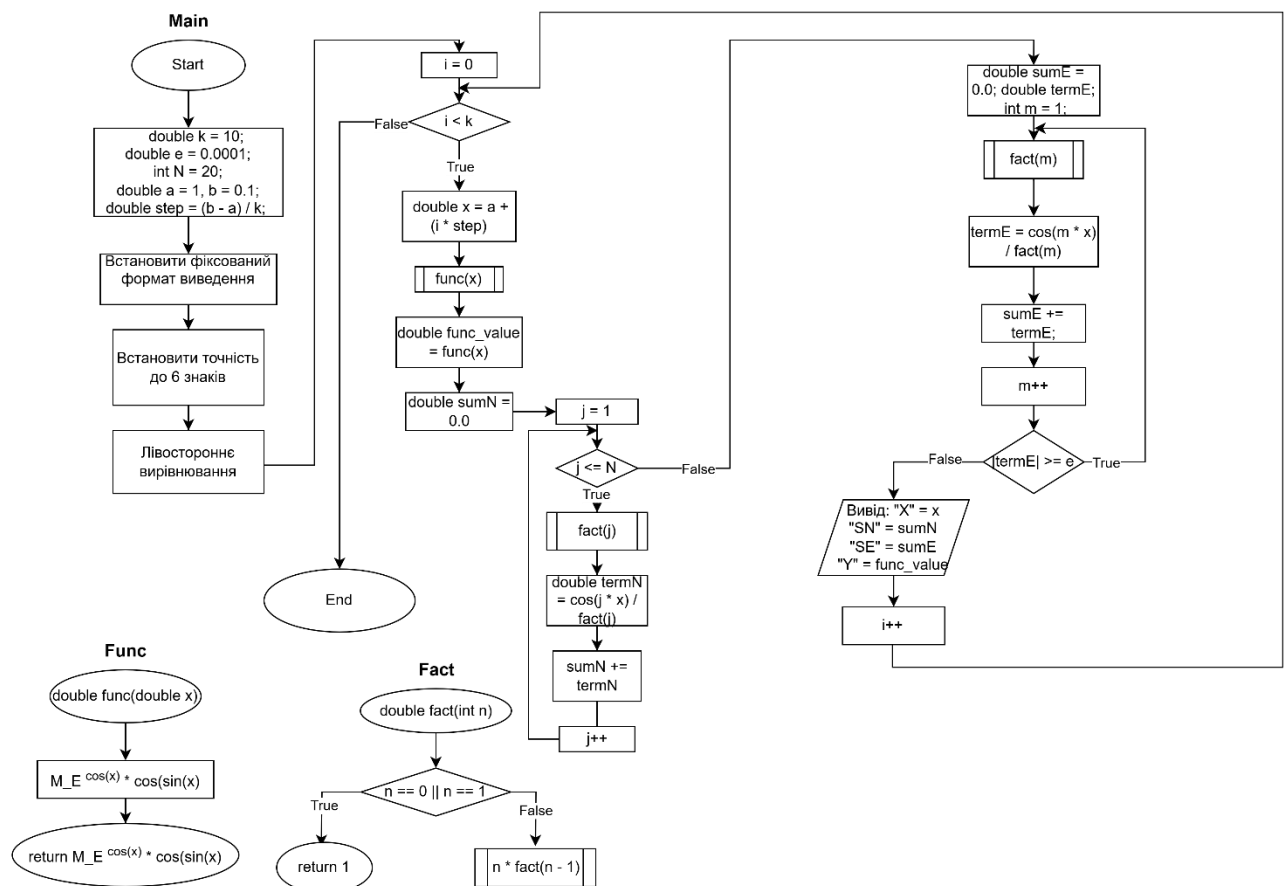 Main
Start
double k = 10;
double e = 0.0001;
int N = 20;
double a = 1, b = 0.1;
double step = (b - a) / k;
Встановити фіксований
формат виведення
Встановити точність
до 6 знаків
Лівостороннє
вирівнювання
i = 0
i < k
False
True
double x = a +
(i * step)
func(x)
double func_value
= func(x)
double sumN =
0.0
End
j = 1
j <= N
False
True
fact(j)
double termN
= cos(j * x) /
fact(j)
sumN +=
termN
j++
double sumE =
0.0; double termE;
int m = 1;
fact(m)
termE = cos(m * x)
/ fact(m)
sumE +=
termE;
m++
|termE| >= e
False
True
Вивід: "X" = x
"SN" = sumN
"SE" = sumE
"Y" = func_value
i++
Func
double func(double x)
M_E cos(x) * cos(sin(x)
return M_E cos(x) * cos(sin(x)
Fact
double fact(int n)
n == 0 || n == 1
True
False
return 1
n * fact(n - 1)